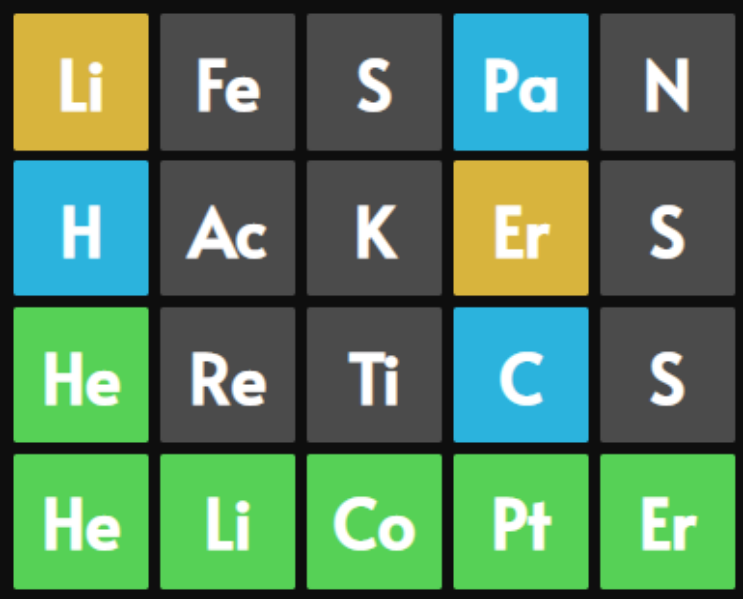 Li Fe S Pa N
H Ac K Er S
He Re Ti C S
He Li Co Pt Er